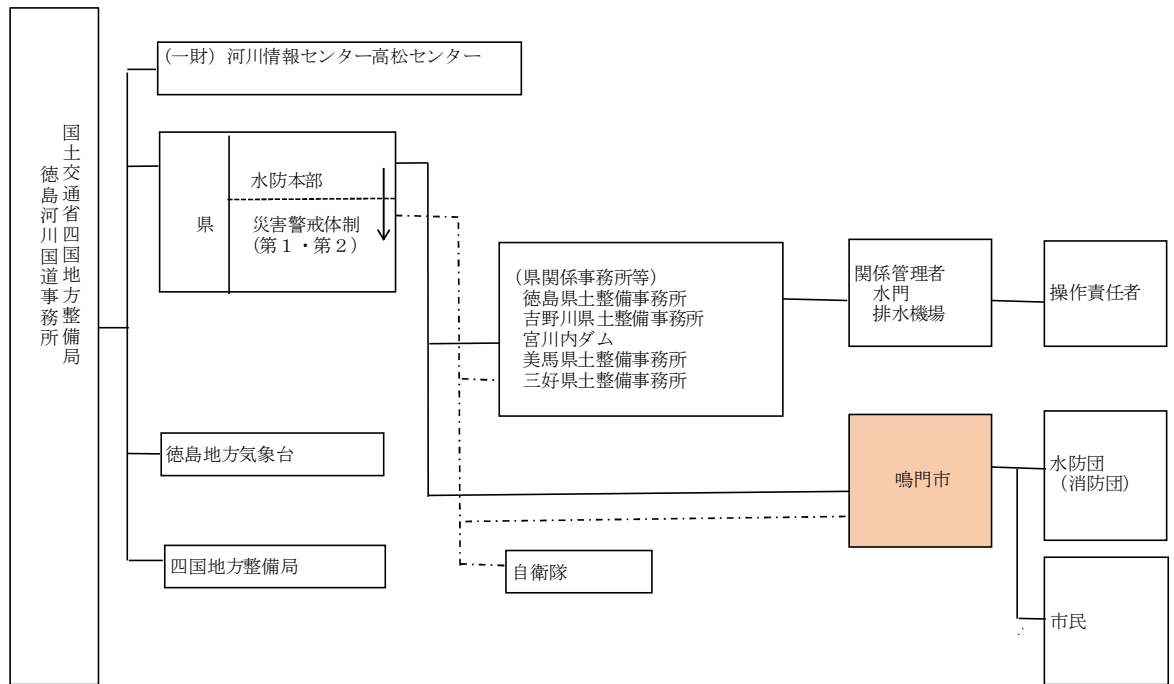 国土交通省四国地方整備局
徳島河川国道事務所
(一財)河川情報センター高松センター
県
水防本部
災害警戒体制
(第1・第2)
徳島地方気象台
四国地方整備局
(県関係事務所等)
徳島県土整備事務所
吉野川県土整備事務所
宮川内ダム
美馬県土整備事務所
三好県土整備事務所
自衛隊
関係管理者
水門
排水機場
鳴門市
操作責任者
水防団
(消防団)
市民